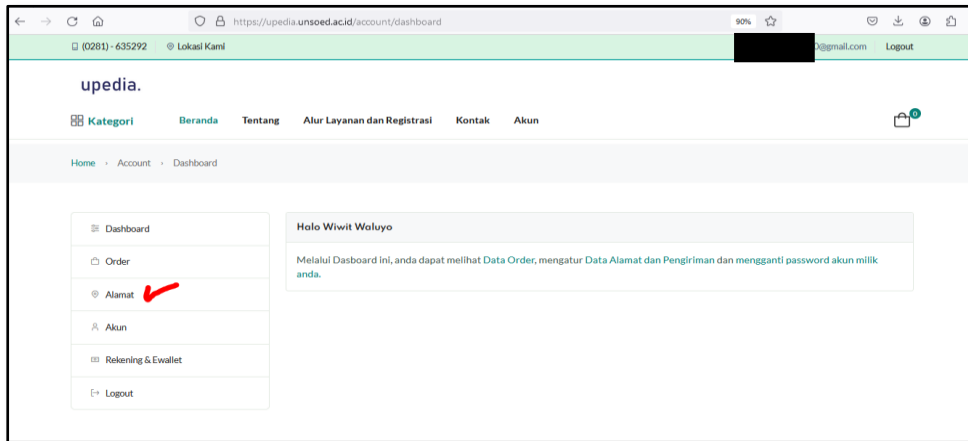 https://upedia.unsoed.ac.id/account/dashboard
90%
(0281) - 635292 Lokasi Kami
0@gmail.com Logout
upedia.
Kategori Beranda Tentang Alur Layanan dan Registrasi Kontak Akun 0
Home › Account › Dashboard
Dashboard
Order
Alamat
Akun
Rekening & Ewallet
Logout
Halo Wiwit Waluyo
Melalui Dasboard ini, anda dapat melihat Data Order, mengatur Data Alamat dan Pengiriman dan mengganti password akun milik
anda.